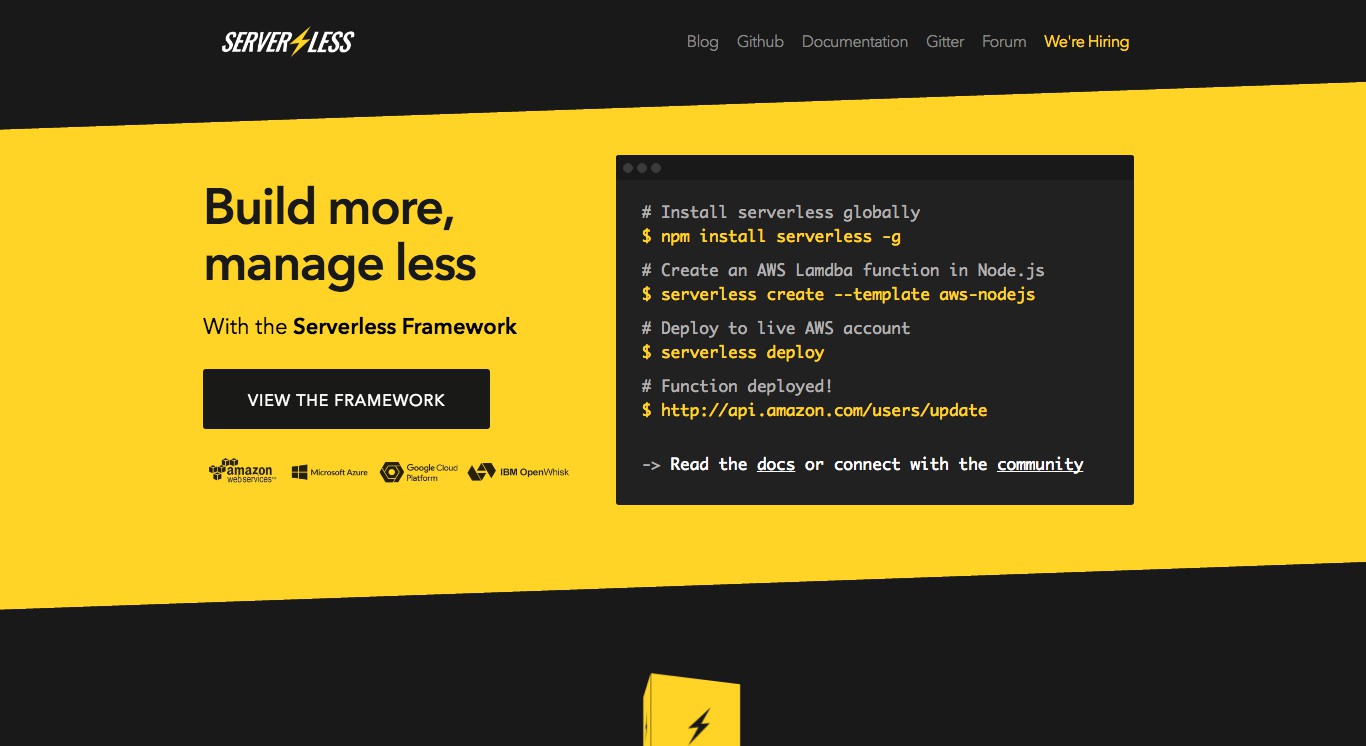 SERVERLESS
Blog Github Documentation Gitter Forum We're Hiring
Build more,
manage less
With the Serverless Framework
VIEW THE FRAMEWORK
amazon
web services™
Microsoft Azure
Google Cloud
Platform
IBM OpenWhisk
# Install serverless globally
$ npm install serverless -g
# Create an AWS Lamdba function in Node.js
$ serverless create --template aws-nodejs
# Deploy to live AWS account
$ serverless deploy
# Function deployed!
$ http://api.amazon.com/users/update
-> Read the docs or connect with the community